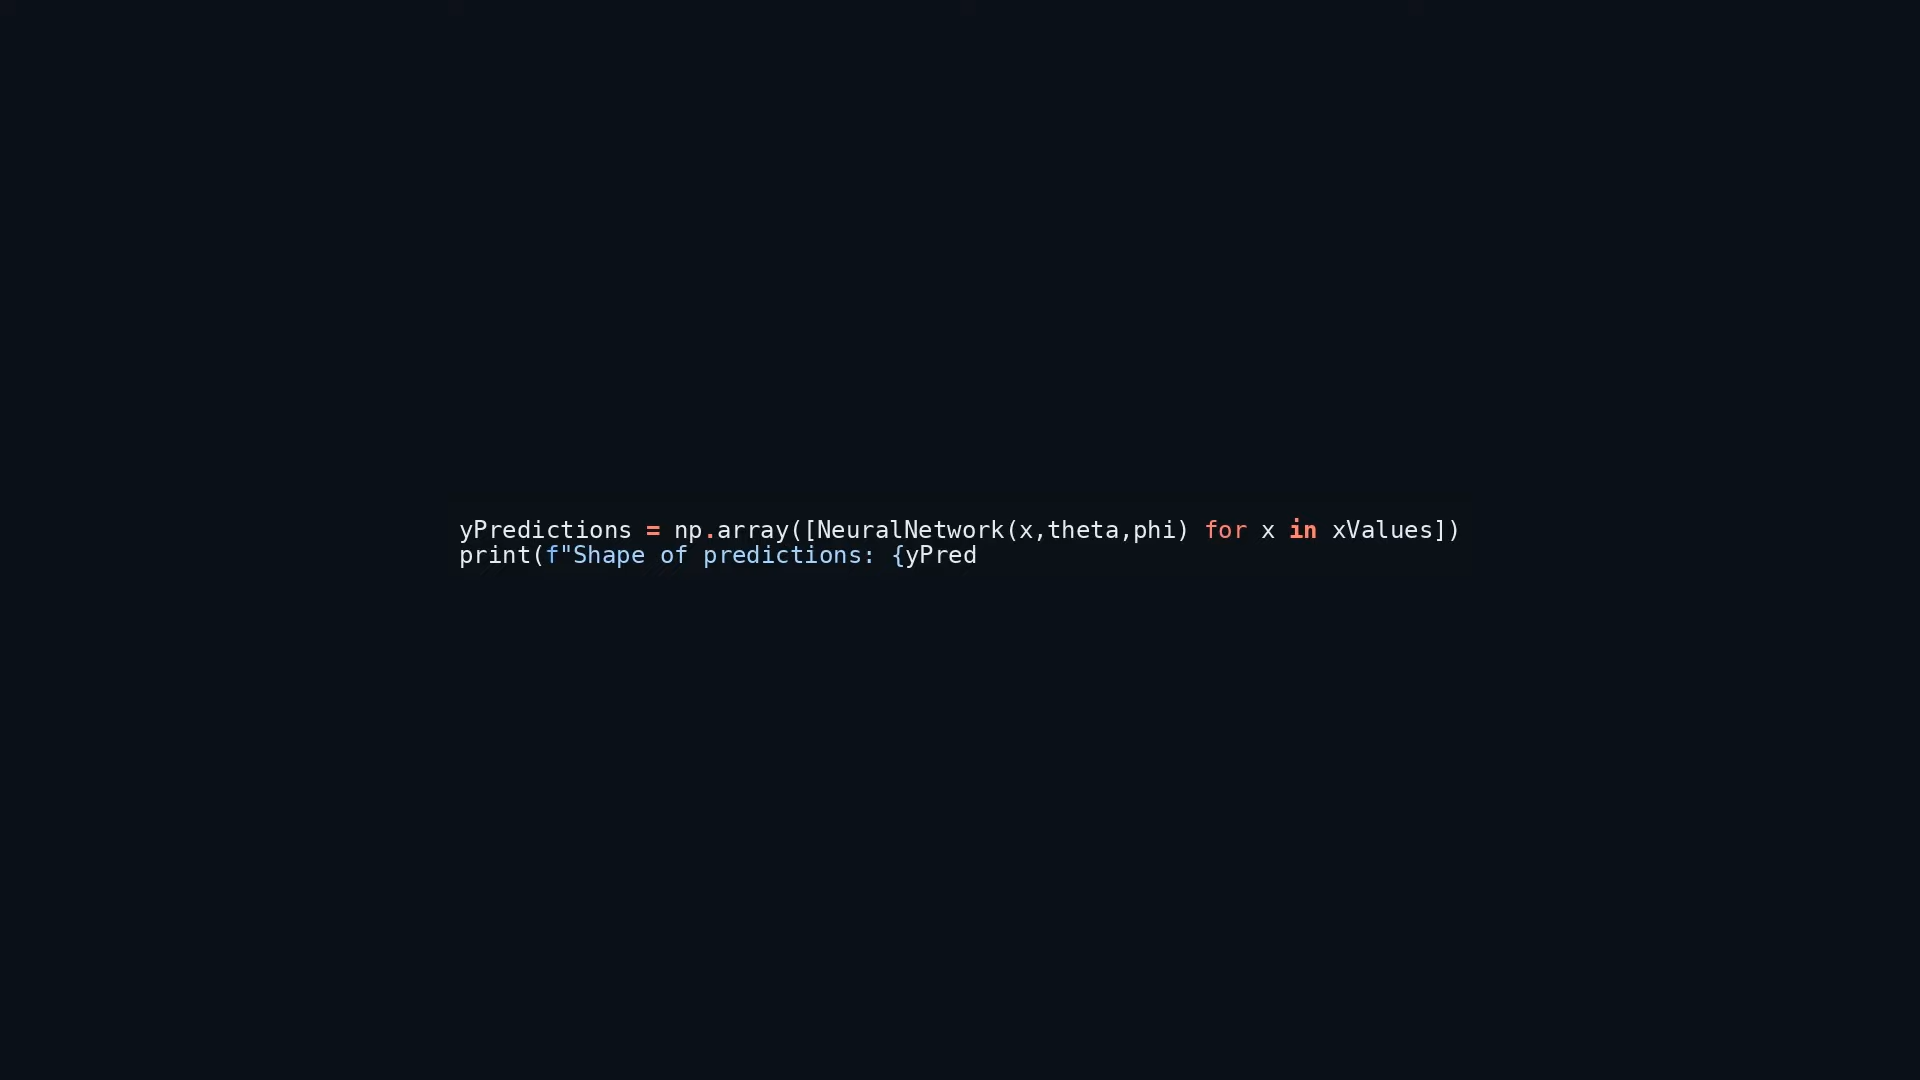 yPredictions = np.array([NeuralNetwork(x,theta,phi) for x in xValues])
print(f"Shape of predictions: {yPred